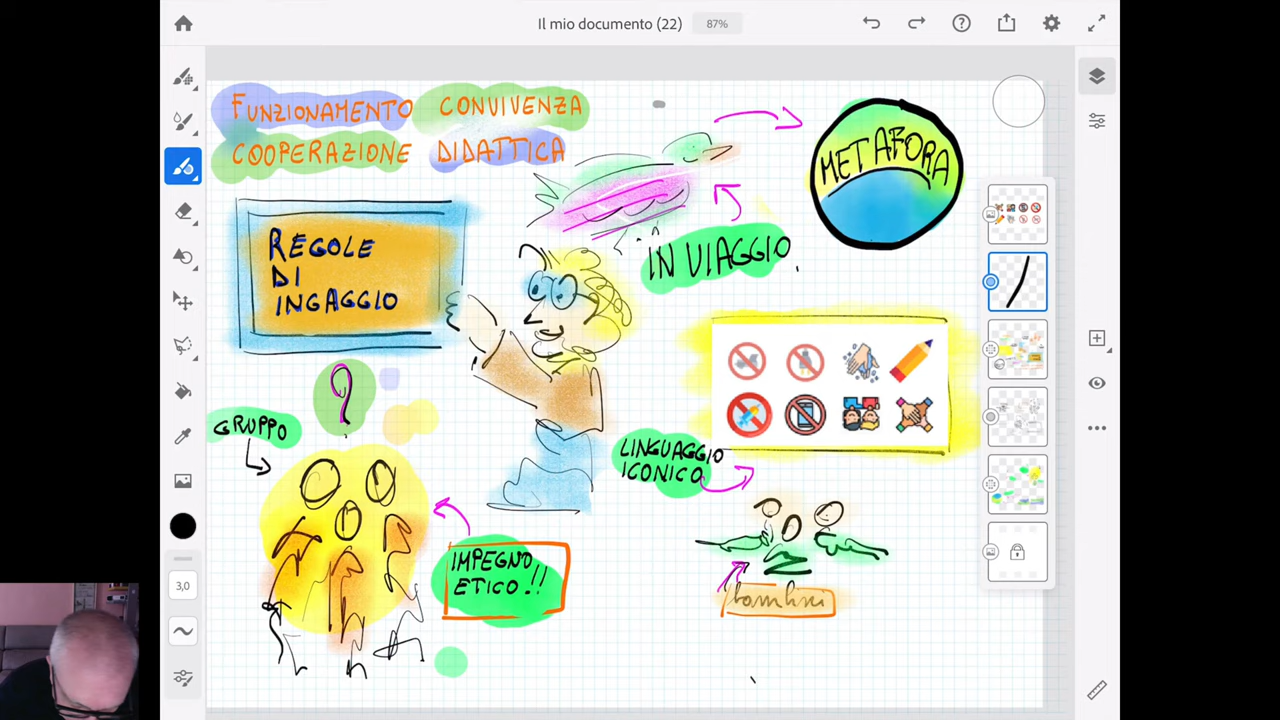 Il mio documento (22)
87%
FUNZIONAMENTO CONVIVENZA
COOPERAZIONE DIDATTICA
METAFORA
REGOLE
DI
INGAGGIO
IN VIAGGIO
?
GRUPPO
LINGUAGGIO
ICONICO
IMPEGNO
ETICO!!
bambini
3,0